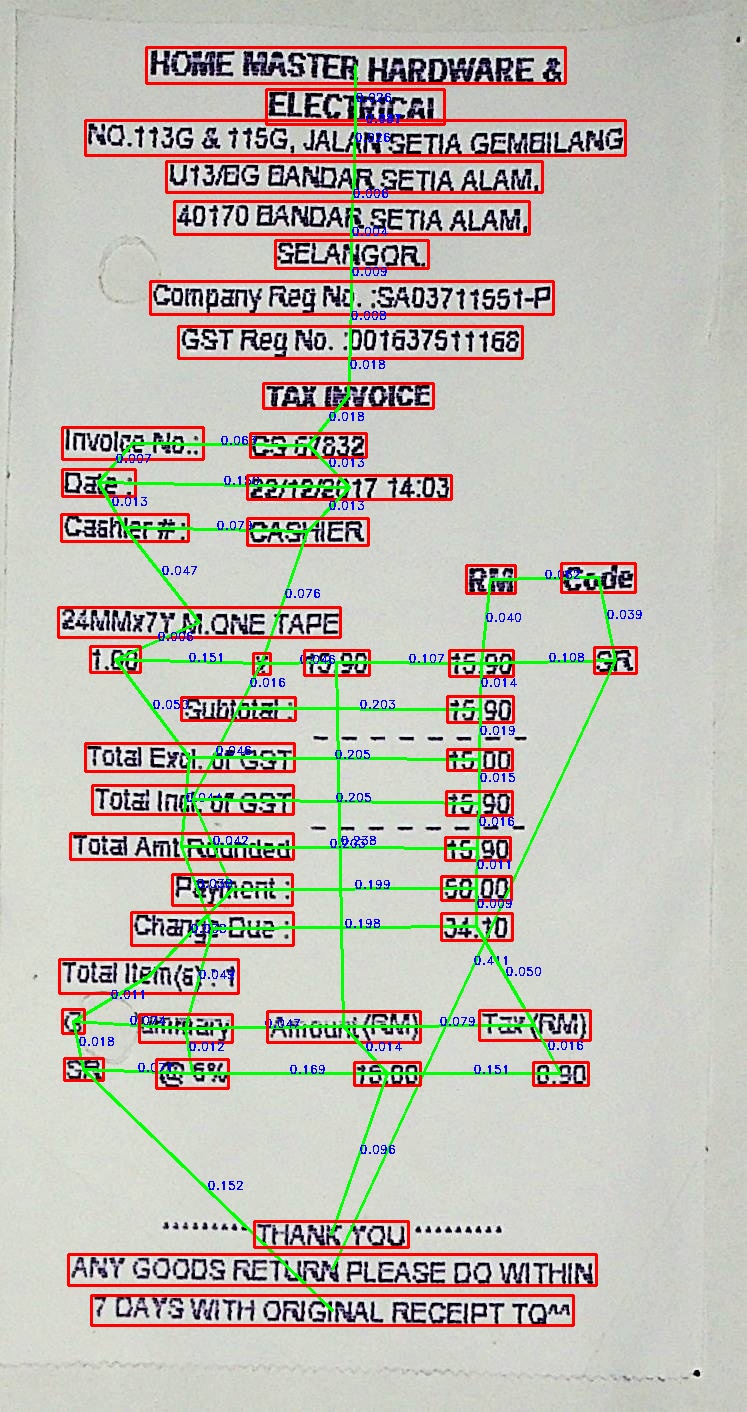 HOME MASTER HARDWARE &
ELECTRICAL
NO.113G & 115G, JALAN SETIA GEMBILANG
U13/BG BANDAR SETIA ALAM,
40170 BANDAR SETIA ALAM,
SELANGOR.
Company Reg No. :SA03711551-P
GST Reg No. :001637511168
TAX INVOICE
Invoice No.: CS 67832
Date : 22/12/2017 14:03
Cashier #: CASHIER
RM Code
24MMx7Y M.ONE TAPE
1.00 x 15.90 15.90 SR
Subtotal : 15.90
Total Excl. of GST 15.00
Total Incl. of GST 15.90
Total Amt Rounded 15.90
Payment : 50.00
Change Due : 34.10
Total Item(s) : 1
Amount(RM) Tax(RM)
SR @ 6% 15.00 0.90
********* THANK YOU *********
ANY GOODS RETURN PLEASE DO WITHIN
7 DAYS WITH ORIGINAL RECEIPT TQ^^